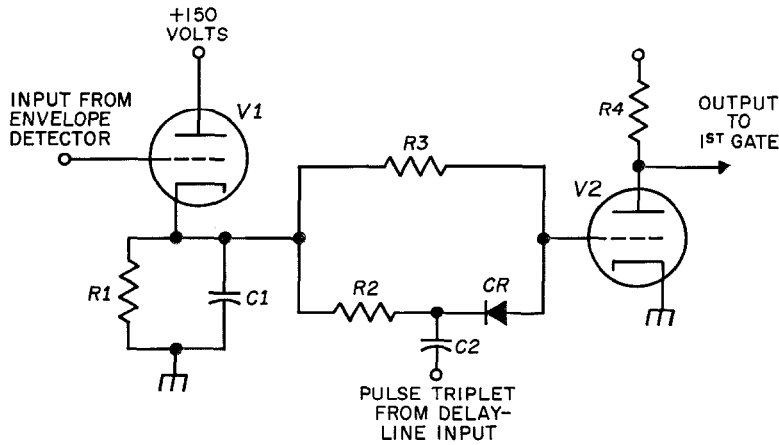 +150
VOLTS
INPUT FROM
ENVELOPE
DETECTOR
V1
R3
R4
OUTPUT
TO
1ST GATE
V2
R1
C1
R2
CR
C2
PULSE TRIPLET
FROM DELAY-
LINE INPUT